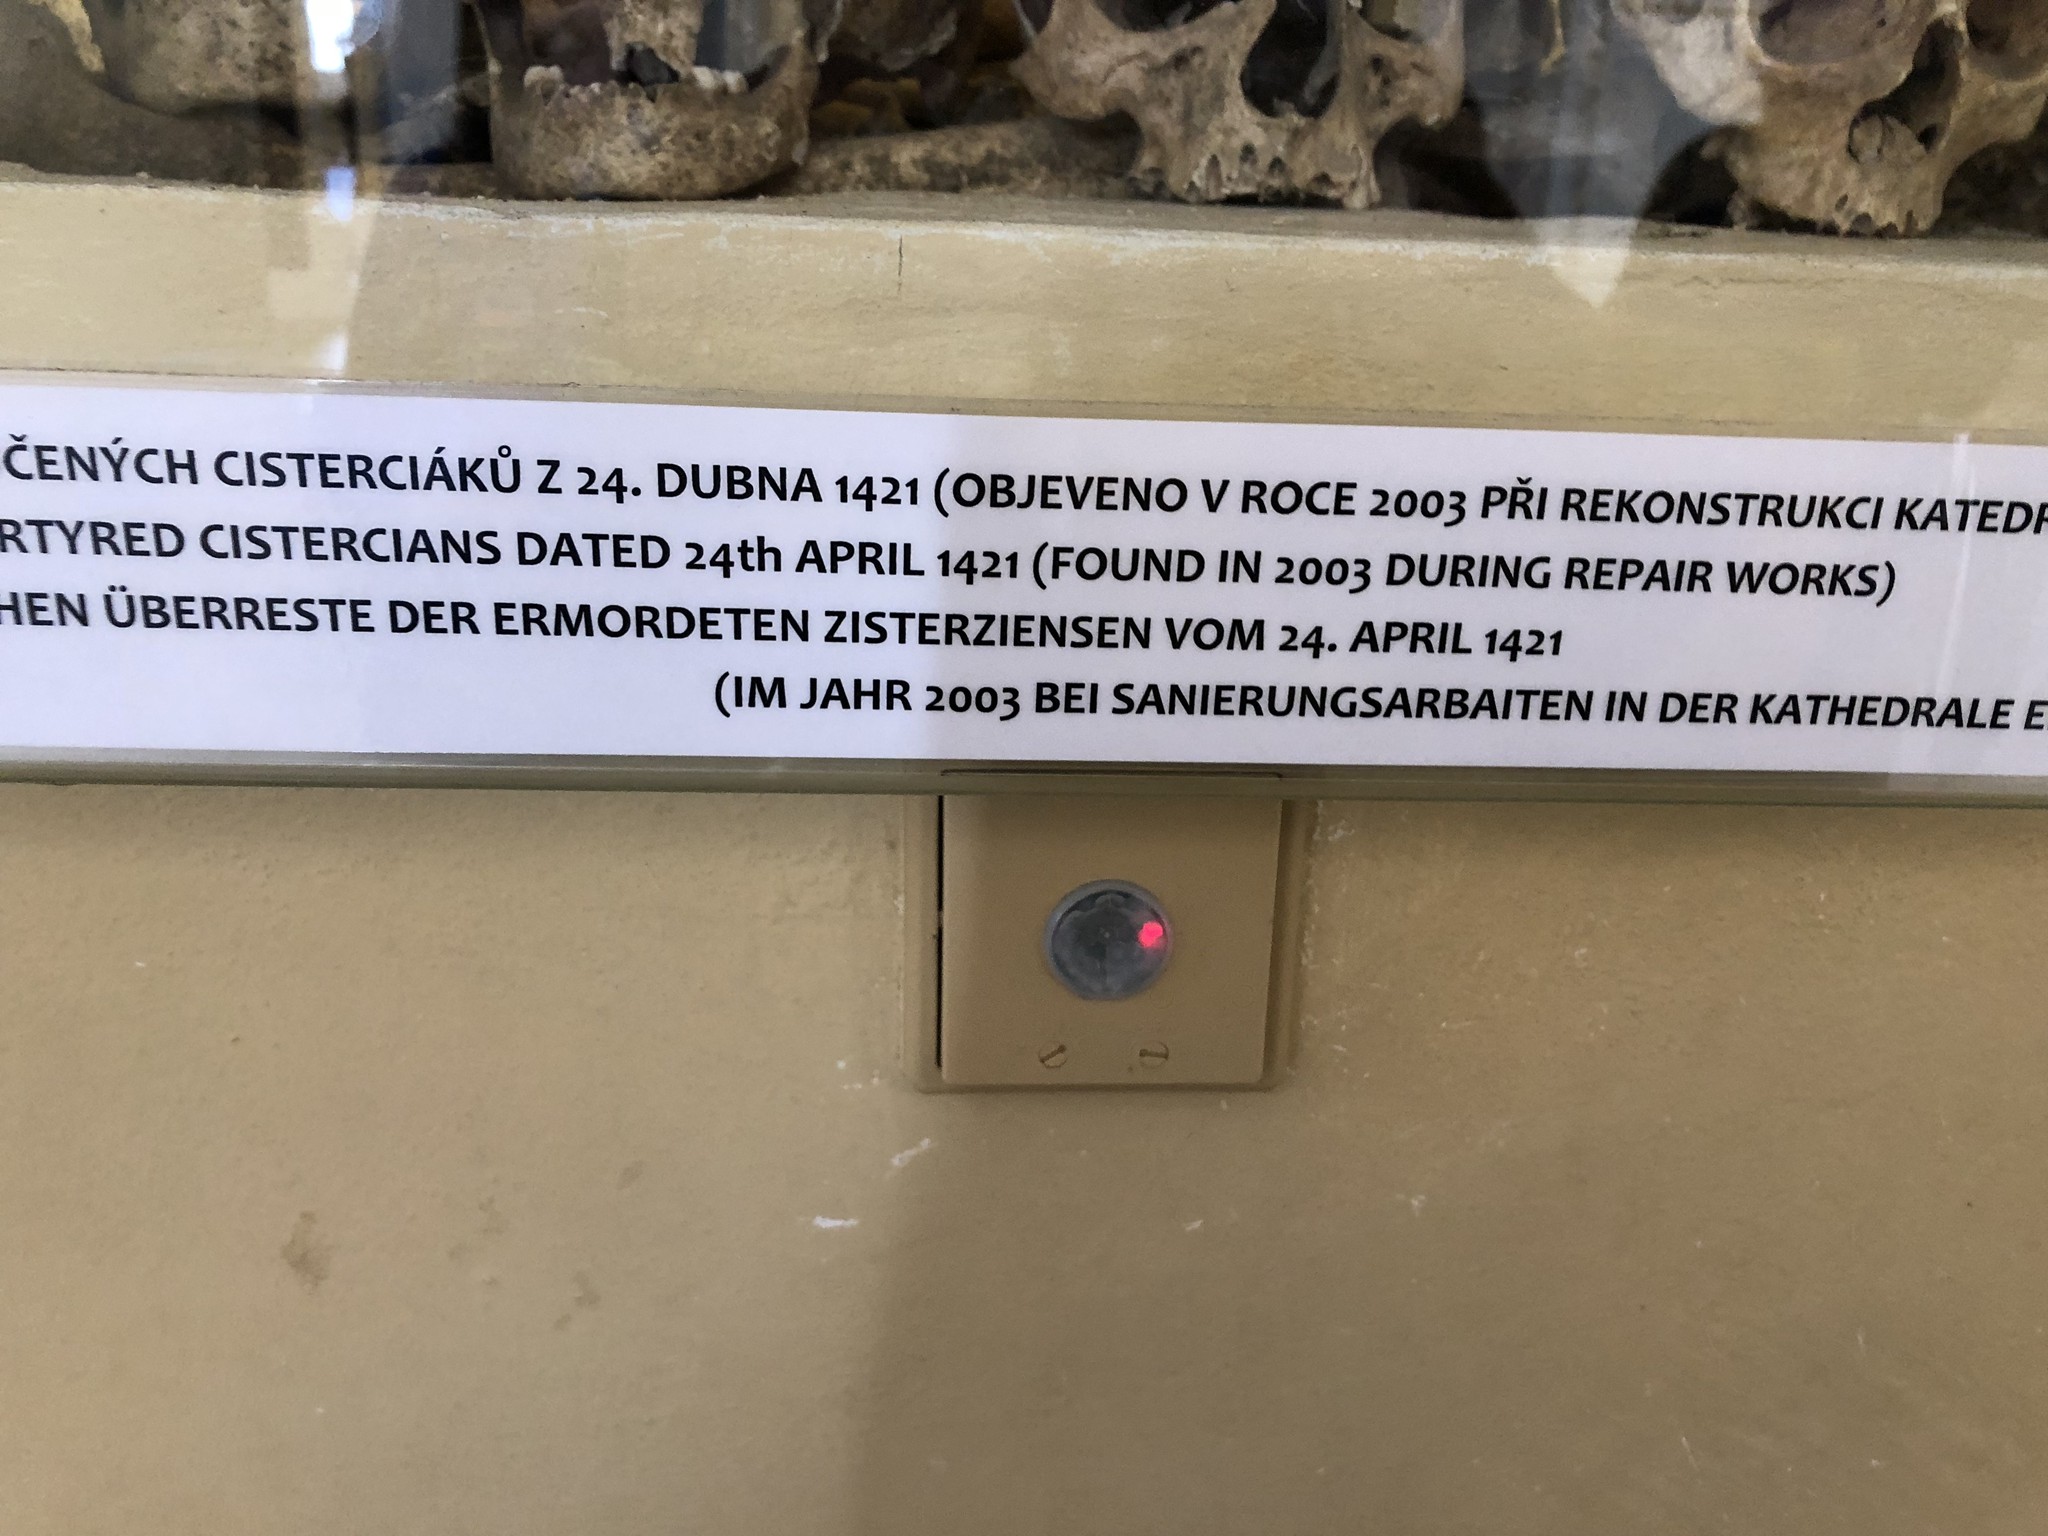 ČENÝCH CISTERCIÁKŮ Z 24. DUBNA 1421 (OBJEVENO V ROCE 2003 PŘI REKONSTRUKCI KATEDR
RTYRED CISTERCIANS DATED 24th APRIL 1421 (FOUND IN 2003 DURING REPAIR WORKS)
HEN ÜBERRESTE DER ERMORDETEN ZISTERZIENSEN VOM 24. APRIL 1421
(IM JAHR 2003 BEI SANIERUNGSARBAITEN IN DER KATHEDRALE E